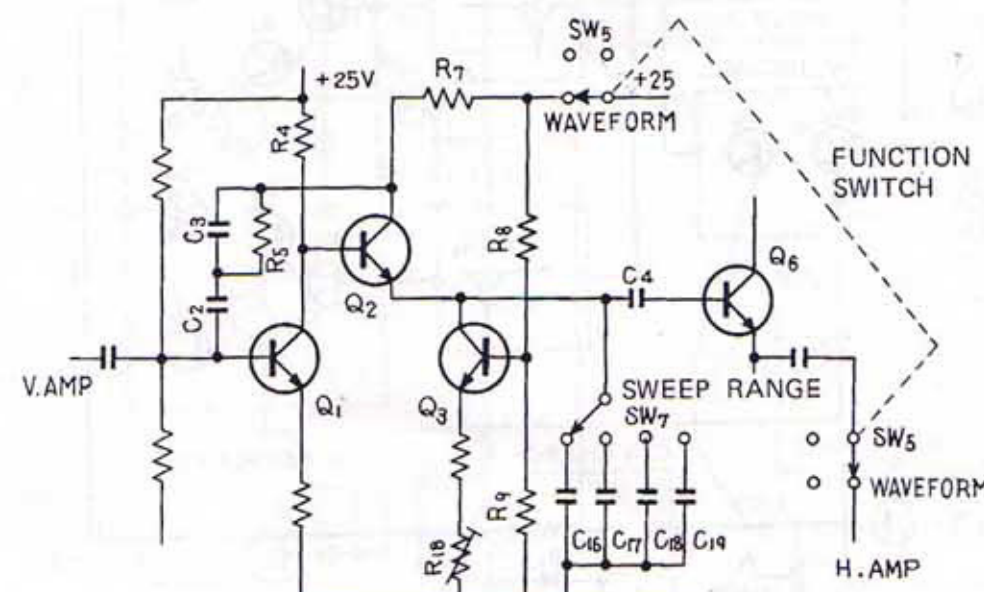 SW5
+25V
R7
+25
WAVEFORM
R4
FUNCTION
SWITCH
C3
R5
R8
Q6
C4
Q2
C2
V.AMP
Q1
Q3
SWEEP RANGE
SW7
SW5
WAVEFORM
R18
R9
C16
C17
C18
C19
H.AMP